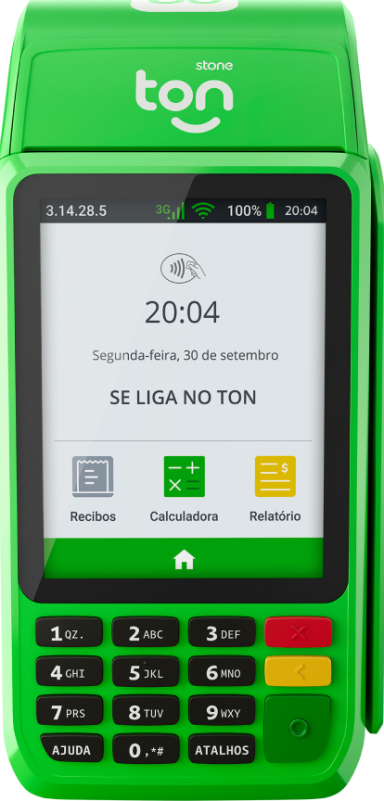 stone
ton
3.14.28.5 3G 100% 20:04
20:04
Segunda-feira, 30 de setembro
SE LIGA NO TON
$
Recibos Calculadora Relatório
1 QZ. 2 ABC 3 DEF
4 GHI 5 JKL 6 MNO
7 PRS 8 TUV 9 WXY
AJUDA 0 ,*# ATALHOS